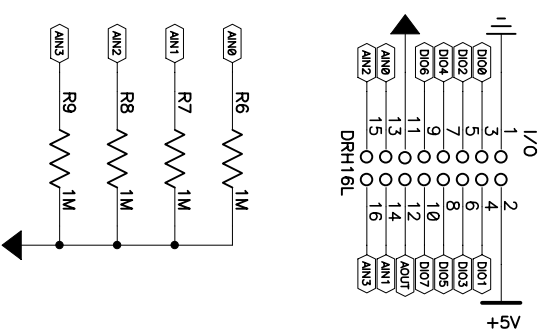 AIN3
AIN2
AIN1
AIN0
R9
R8
R7
R6
1M
1M
1M
1M
AIN2
AIN0
DIO6
DIO4
DIO2
DIO0
15
13
11
9
7
5
3
1
I/O
DRH16L
16
14
12
10
8
6
4
2
AIN3
AIN1
AOUT
DIO7
DIO5
DIO3
DIO1
+5V